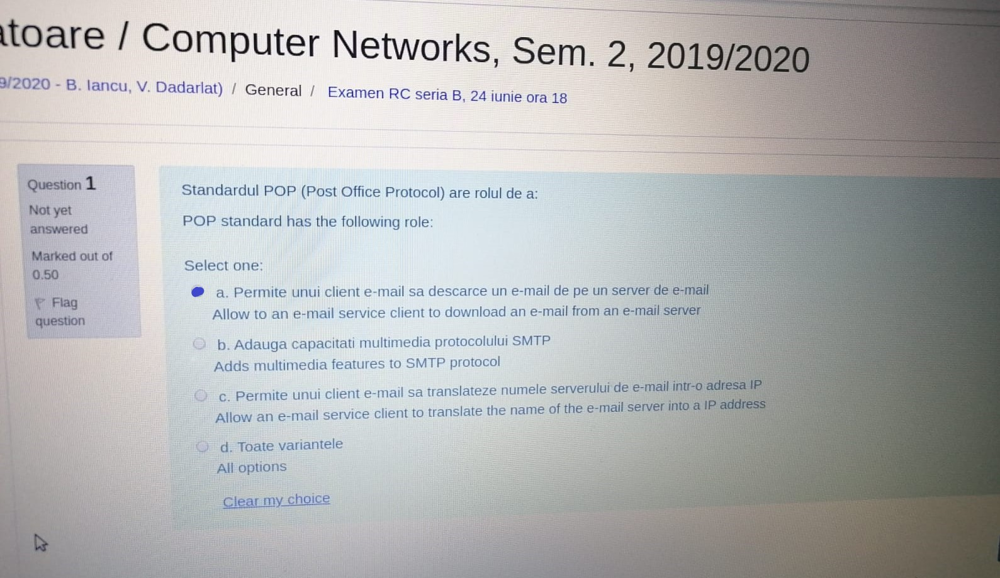 atoare / Computer Networks, Sem. 2, 2019/2020
9/2020 - B. Iancu, V. Dadarlat) / General / Examen RC seria B, 24 iunie ora 18
Question 1
Not yet
answered
Marked out of
0.50
Flag
question
Standardul POP (Post Office Protocol) are rolul de a:
POP standard has the following role:
Select one:
a. Permite unui client e-mail sa descarce un e-mail de pe un server de e-mail
Allow to an e-mail service client to download an e-mail from an e-mail server
b. Adauga capacitati multimedia protocolului SMTP
Adds multimedia features to SMTP protocol
c. Permite unui client e-mail sa translateze numele serverului de e-mail intr-o adresa IP
Allow an e-mail service client to translate the name of the e-mail server into a IP address
d. Toate variantele
All options
Clear my choice